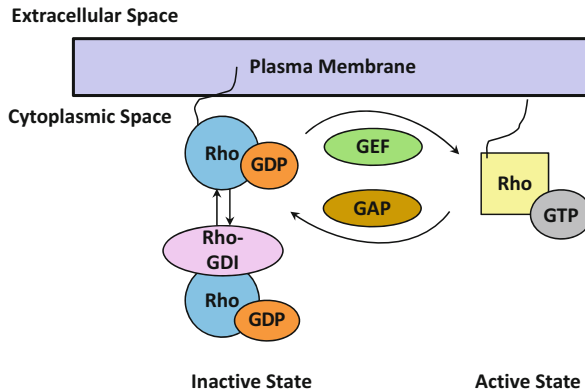 Extracellular Space
Plasma Membrane
Cytoplasmic Space
Rho
GDP
GEF
GAP
Rho
GTP
Rho-
GDI
Rho
GDP
Inactive State
Active State